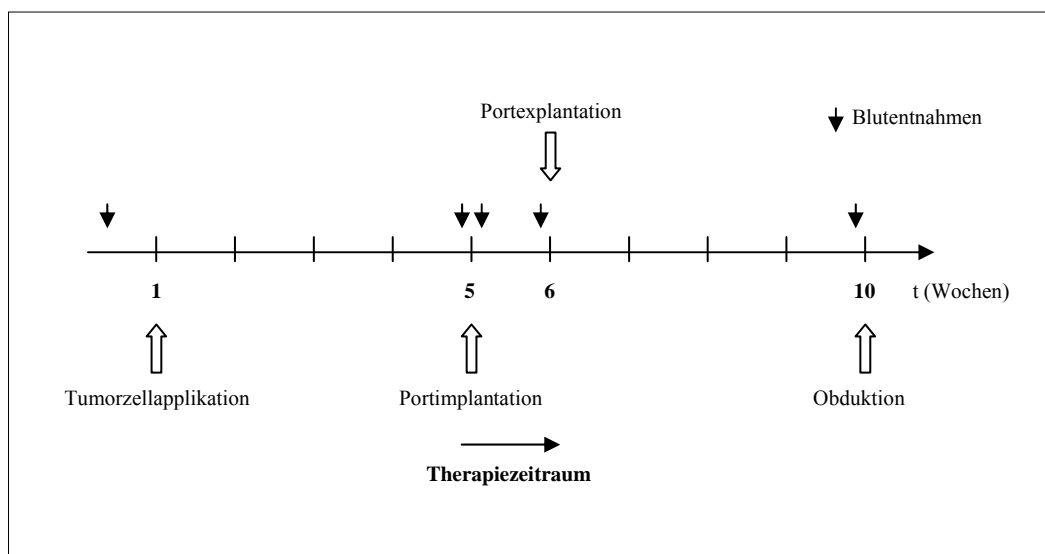 Portexplantation
Blutentnahmen
1
5
6
10
t (Wochen)
Tumorzellapplikation
Portimplantation
Obduktion
Therapiezeitraum